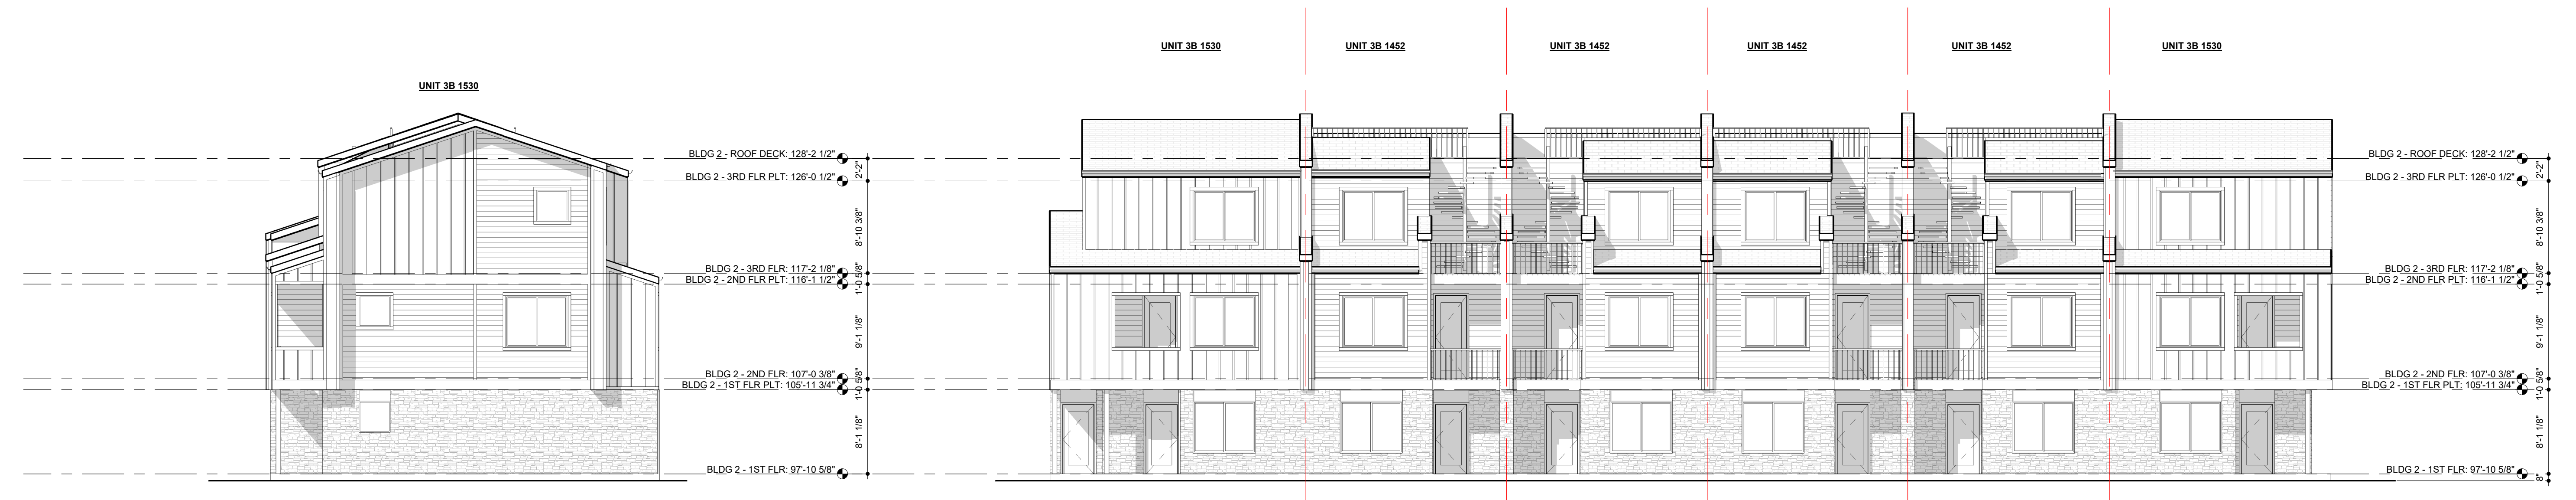 UNIT 3B 1530
UNIT 3B 1452
UNIT 3B 1452
UNIT 3B 1452
UNIT 3B 1452
UNIT 3B 1530
UNIT 3B 1530
BLDG 2 - ROOF DECK: 128'-2 1/2"
2'-2"
BLDG 2 - 3RD FLR PLT: 126'-0 1/2"
8'-10 3/8"
BLDG 2 - 3RD FLR: 117'-2 1/8"
1'-0 5/8"
BLDG 2 - 2ND FLR PLT: 116'-1 1/2"
9'-1 1/8"
BLDG 2 - 2ND FLR: 107'-0 3/8"
1'-0 5/8"
BLDG 2 - 1ST FLR PLT: 105'-11 3/4"
8'-1 1/8"
BLDG 2 - 1ST FLR: 97'-10 5/8"
BLDG 2 - ROOF DECK: 128'-2 1/2"
2'-2"
BLDG 2 - 3RD FLR PLT: 126'-0 1/2"
8'-10 3/8"
BLDG 2 - 3RD FLR: 117'-2 1/8"
1'-0 5/8"
BLDG 2 - 2ND FLR PLT: 116'-1 1/2"
9'-1 1/8"
BLDG 2 - 2ND FLR: 107'-0 3/8"
1'-0 5/8"
BLDG 2 - 1ST FLR PLT: 105'-11 3/4"
8'-1 1/8"
BLDG 2 - 1ST FLR: 97'-10 5/8"
8"